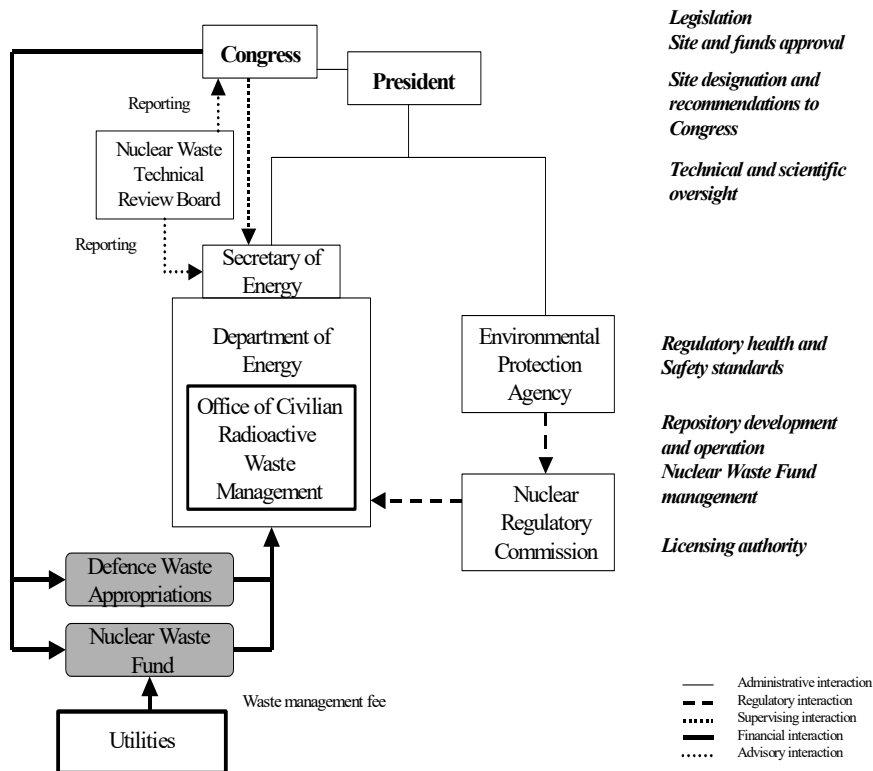 Congress
President
Reporting
Nuclear Waste
Technical
Review Board
Reporting
Secretary of
Energy
Department of
Energy
Office of Civilian
Radioactive
Waste
Management
Environmental
Protection
Agency
Nuclear
Regulatory
Commission
Defence Waste
Appropriations
Nuclear Waste
Fund
Waste management fee
Utilities
Legislation
Site and funds approval
Site designation and
recommendations to
Congress
Technical and scientific
oversight
Regulatory health and
Safety standards
Repository development
and operation
Nuclear Waste Fund
management
Licensing authority
Administrative interaction
Regulatory interaction
Supervising interaction
Financial interaction
Advisory interaction